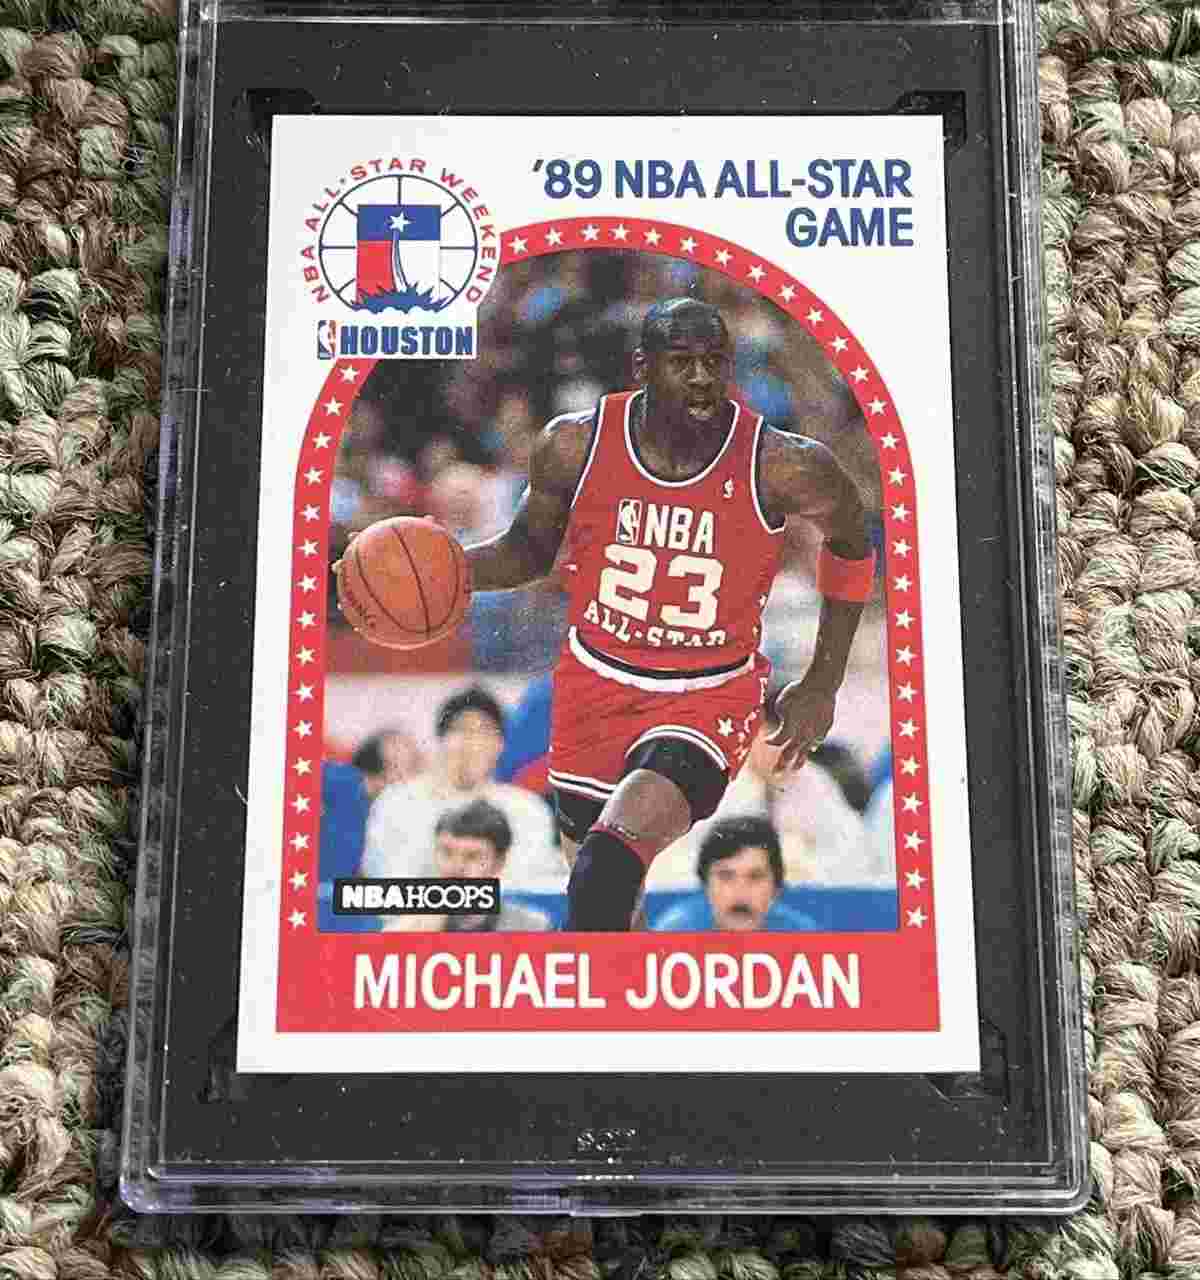 '89 NBA ALL-STAR
GAME
NBA ALL·STAR WEEKEND
HOUSTON
NBA
23
ALL-STAR
NBA HOOPS
MICHAEL JORDAN